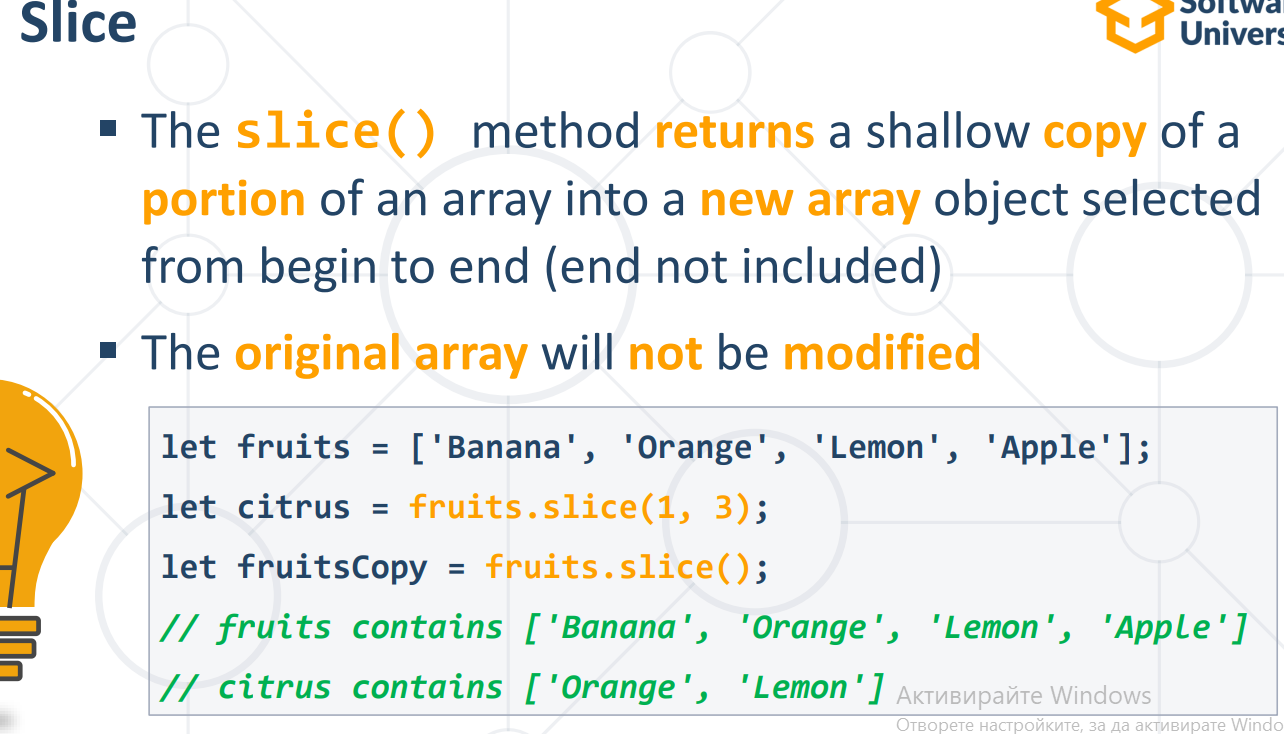 Slice
The slice() method returns a shallow copy of a
portion of an array into a new array object selected
from begin to end (end not included)
The original array will not be modified
let fruits = ['Banana', 'Orange', 'Lemon', 'Apple'];
let citrus = fruits.slice(1, 3);
let fruitsCopy = fruits.slice();
// fruits contains ['Banana', 'Orange', 'Lemon', 'Apple']
// citrus contains ['Orange', 'Lemon']
Активирайте Windows
Отворете настройките, за да активирате